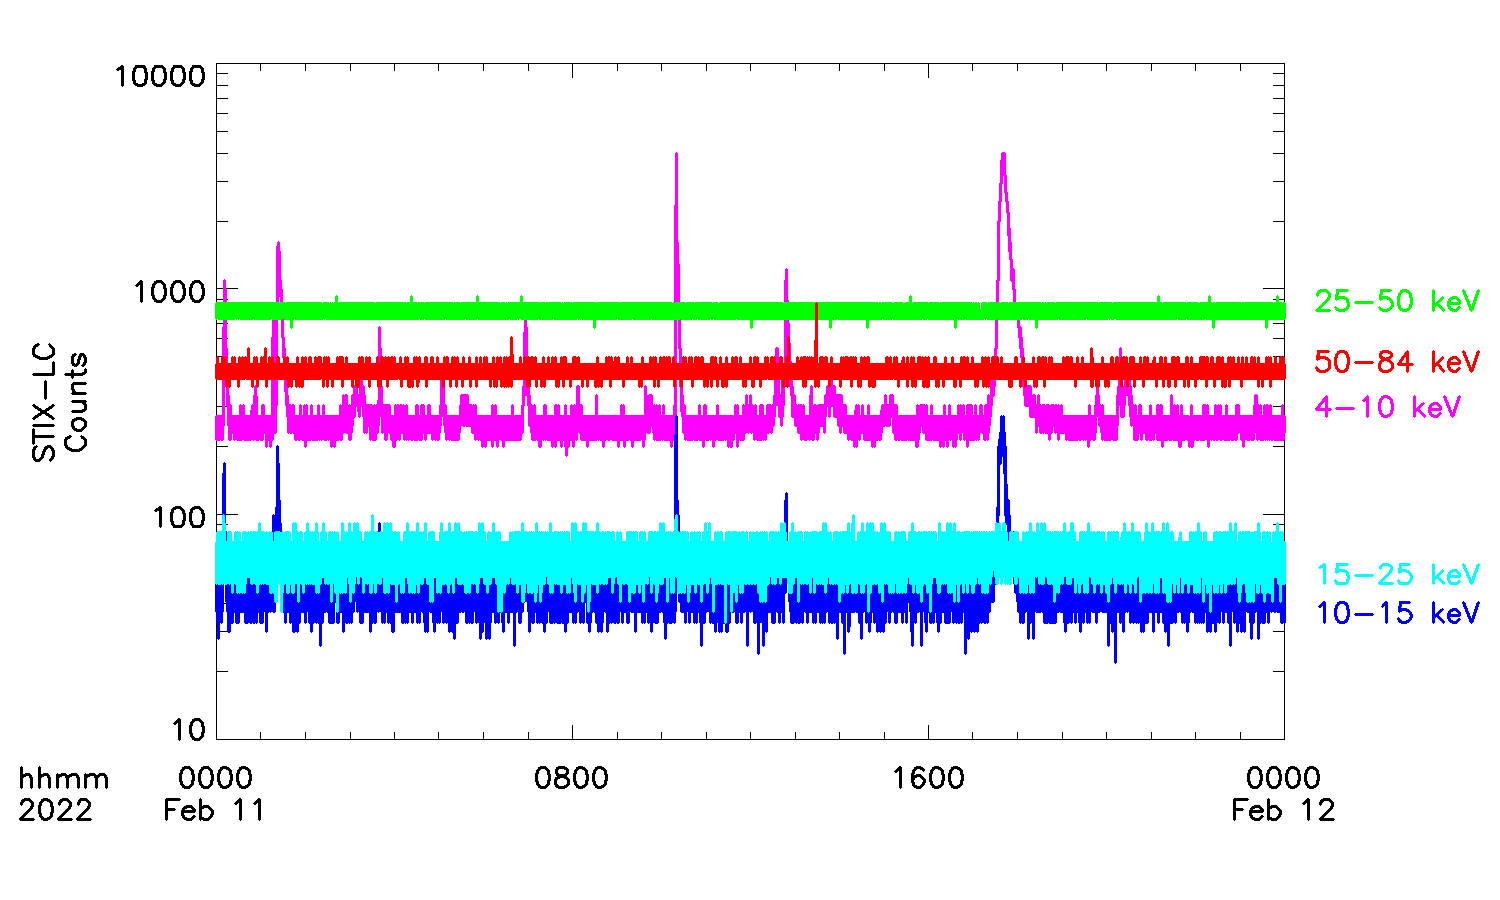 10000
1000
100
10
STIX-LC
Counts
25-50 keV
50-84 keV
4-10 keV
15-25 keV
10-15 keV
hhmm 0000 0800 1600 0000
2022 Feb 11 Feb 12